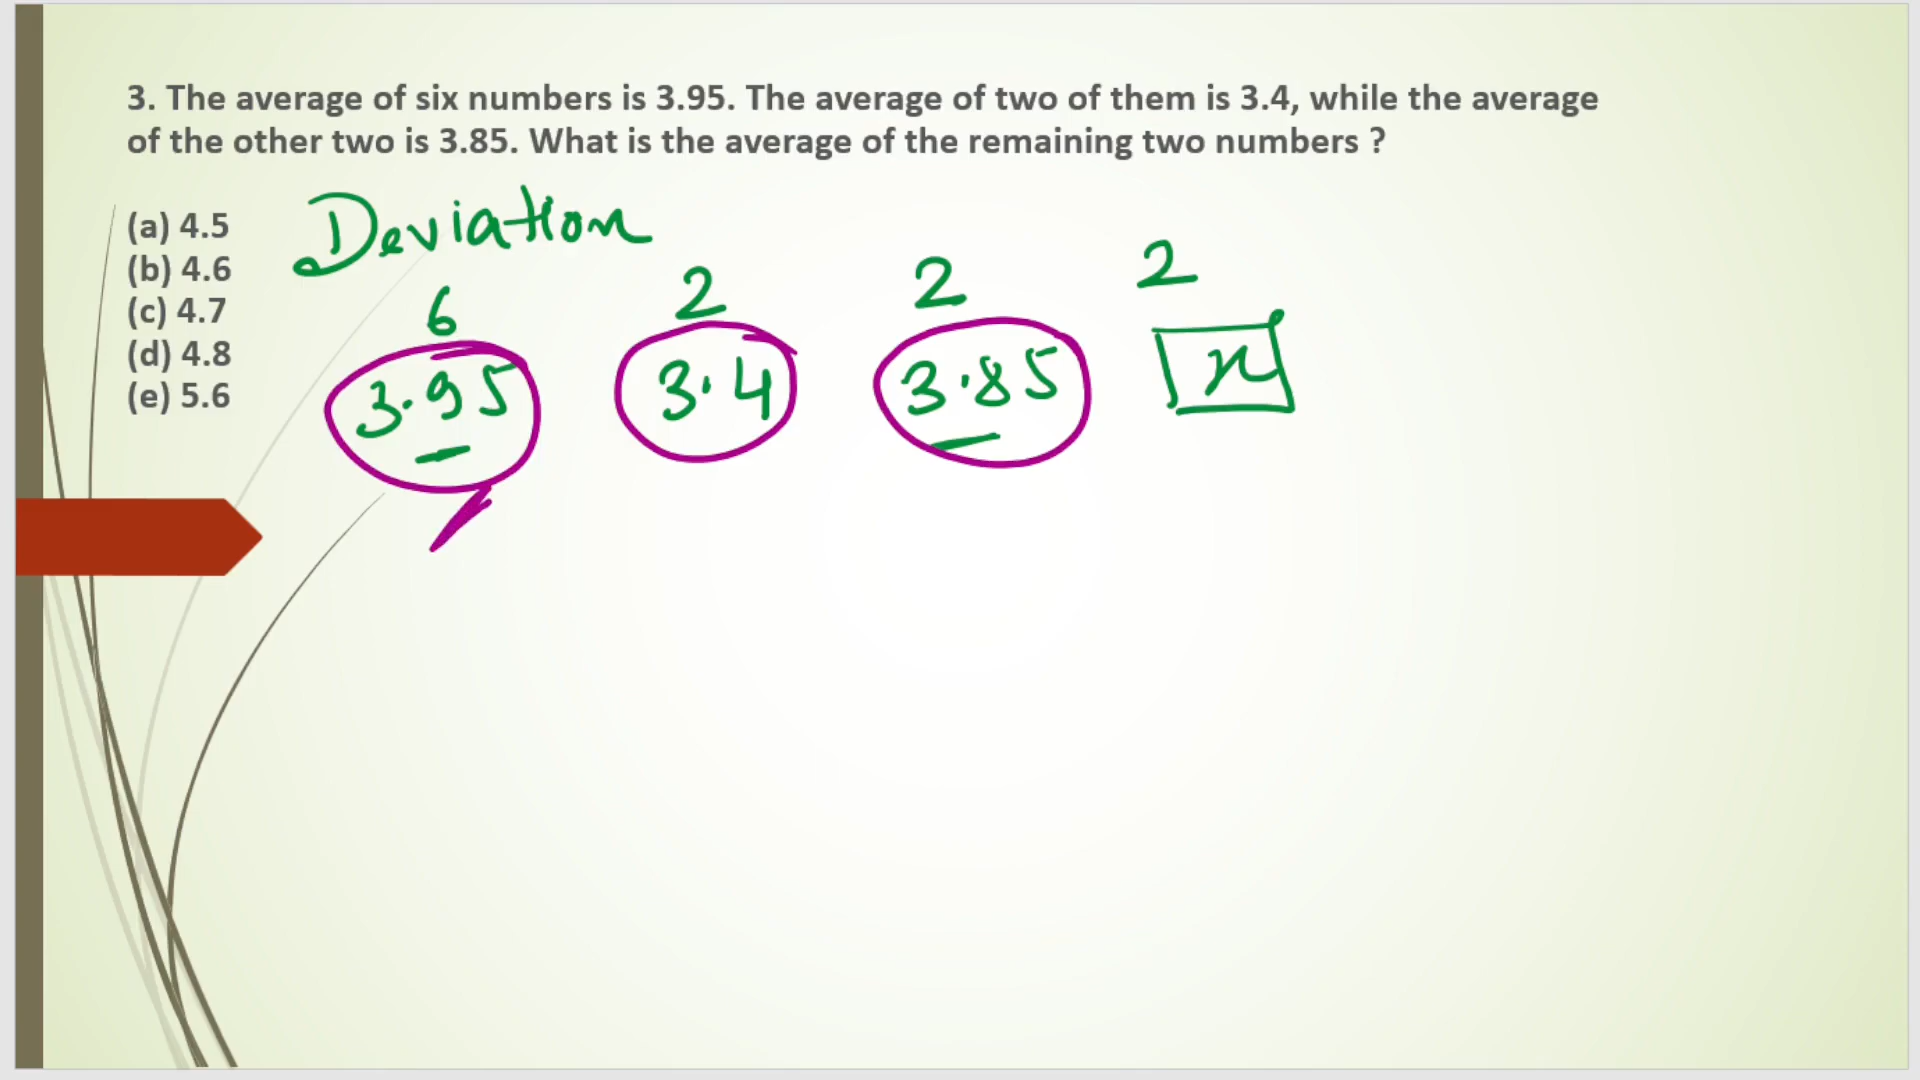 3. The average of six numbers is 3.95. The average of two of them is 3.4, while the average
of the other two is 3.85. What is the average of the remaining two numbers ?
(a) 4.5
(b) 4.6
(c) 4.7
(d) 4.8
(e) 5.6
Deviation
6 2 2 2
3.95 3.4 3.85 x